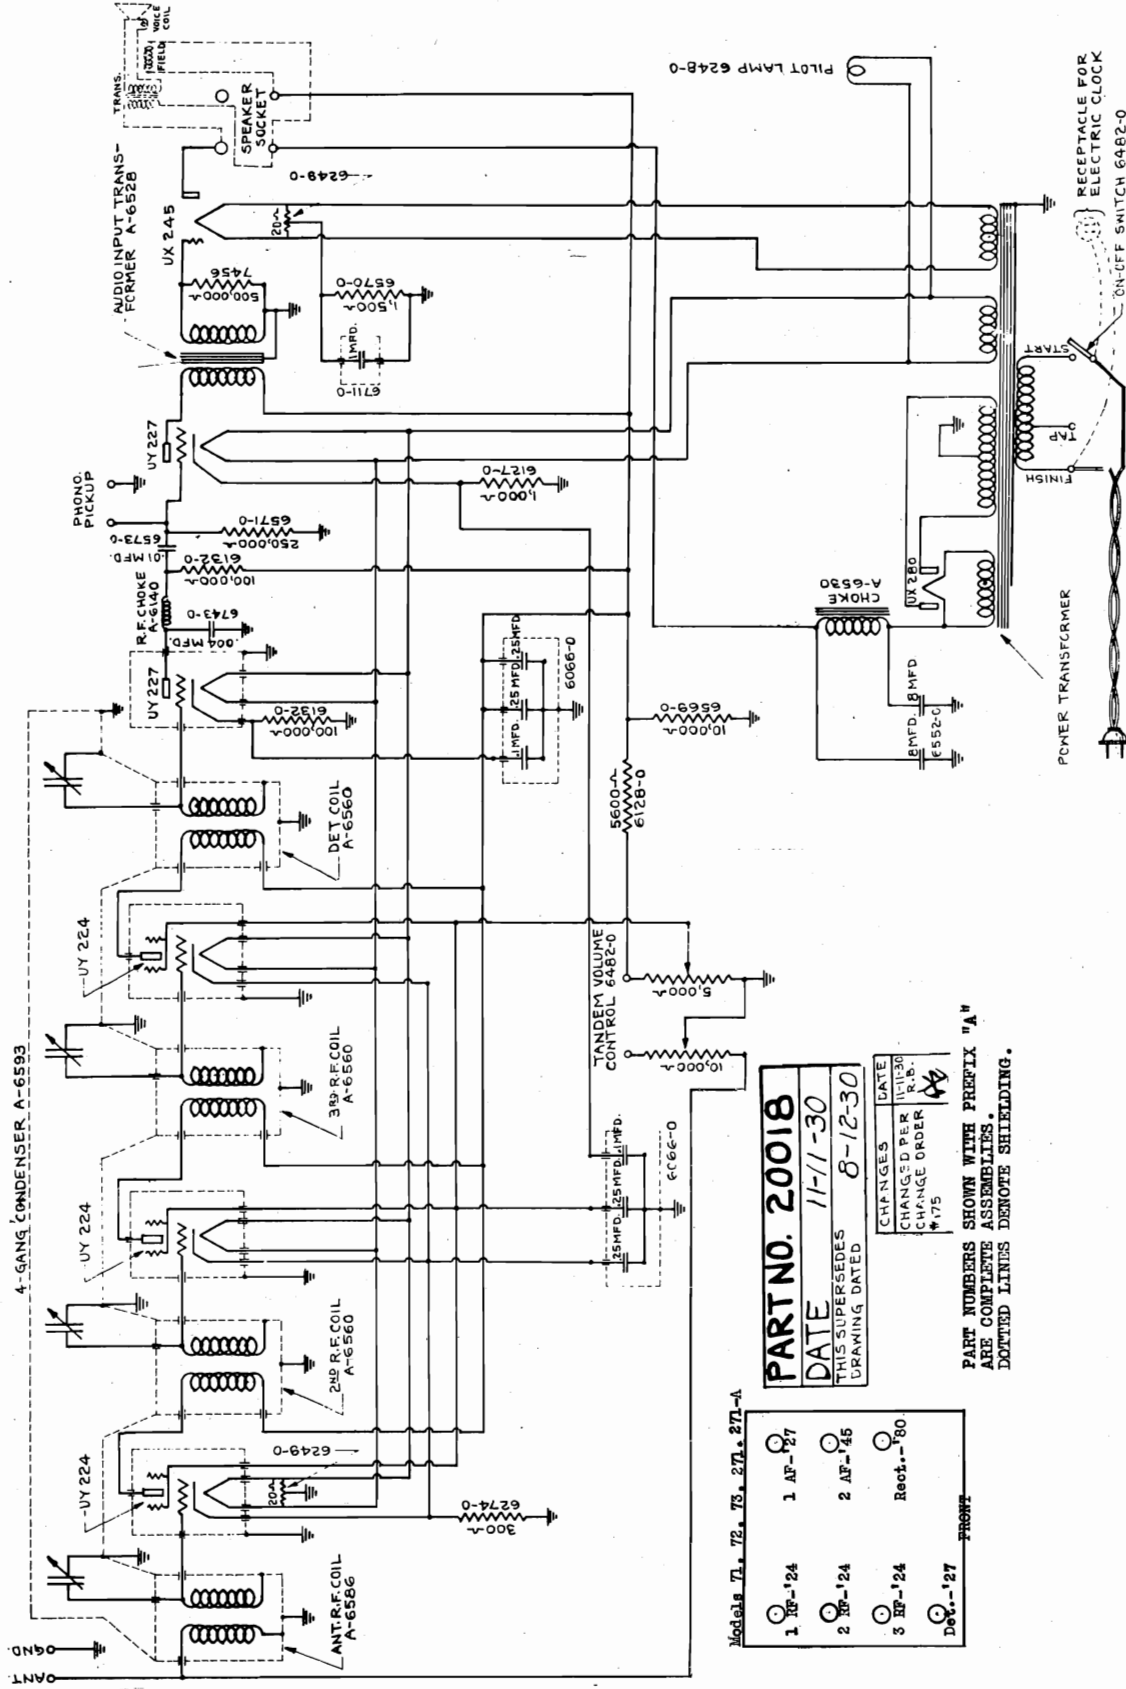 4-GANG CONDENSER A-6593
ANT.
GND.
ANT. R.F. COIL
A-6586
UY 224
20Ω
6249-0
300Ω
6274-0
2ND R.F. COIL
A-6560
UY 224
3RD R.F. COIL
A-6560
UY 224
DET COIL
A-6560
UY 227
100,000Ω
6132-0
R.F. CHOKE
A-6140
.004 MFD.
6743-0
.01 MFD.
6573-0
100,000Ω
6132-0
250,000Ω
6571-0
PHONO.
PICKUP
UY 227
1,000Ω
6127-0
AUDIO INPUT TRANS-
FORMER A-6528
500,000Ω
7456
UX 245
1 MFD.
6711-0
1,500Ω
6570-0
20Ω
6249-0
TRANS.
VOICE
COIL
FIELD
SPEAKER
SOCKET
.25 MFD. .25 MFD. .1 MFD.
6066-0
.1 MFD. .25 MFD. .25 MFD.
6066-0
TANDEM VOLUME
CONTROL 6482-0
10,000Ω
5,000Ω
5600Ω
6128-0
10,000Ω
6569-0
8 MFD. 8 MFD
6552-0
CHOKE
A-6530
UX 280
POWER TRANSFORMER
FINISH
TAP
START
PILOT LAMP 6248-0
RECEPTACLE FOR
ELECTRIC CLOCK
ON-OFF SWITCH 6482-0
PART NO. 20018
DATE 11-11-30
THIS SUPERSEDES
DRAWING DATED 8-12-30
CHANGES DATE
CHANGED PER
CHANGE ORDER
#175
11-11-30
R.B.
PART NUMBERS SHOWN WITH PREFIX "A"
ARE COMPLETE ASSEMBLIES.
DOTTED LINES DENOTE SHIELDING.
Models 71. 72. 73. 271. 271-A
1 RF-'24
1 AF-'27
2 RF-'24
2 AF-'45
3 RF-'24
Rect.-'80
Det.-'27
FRONT